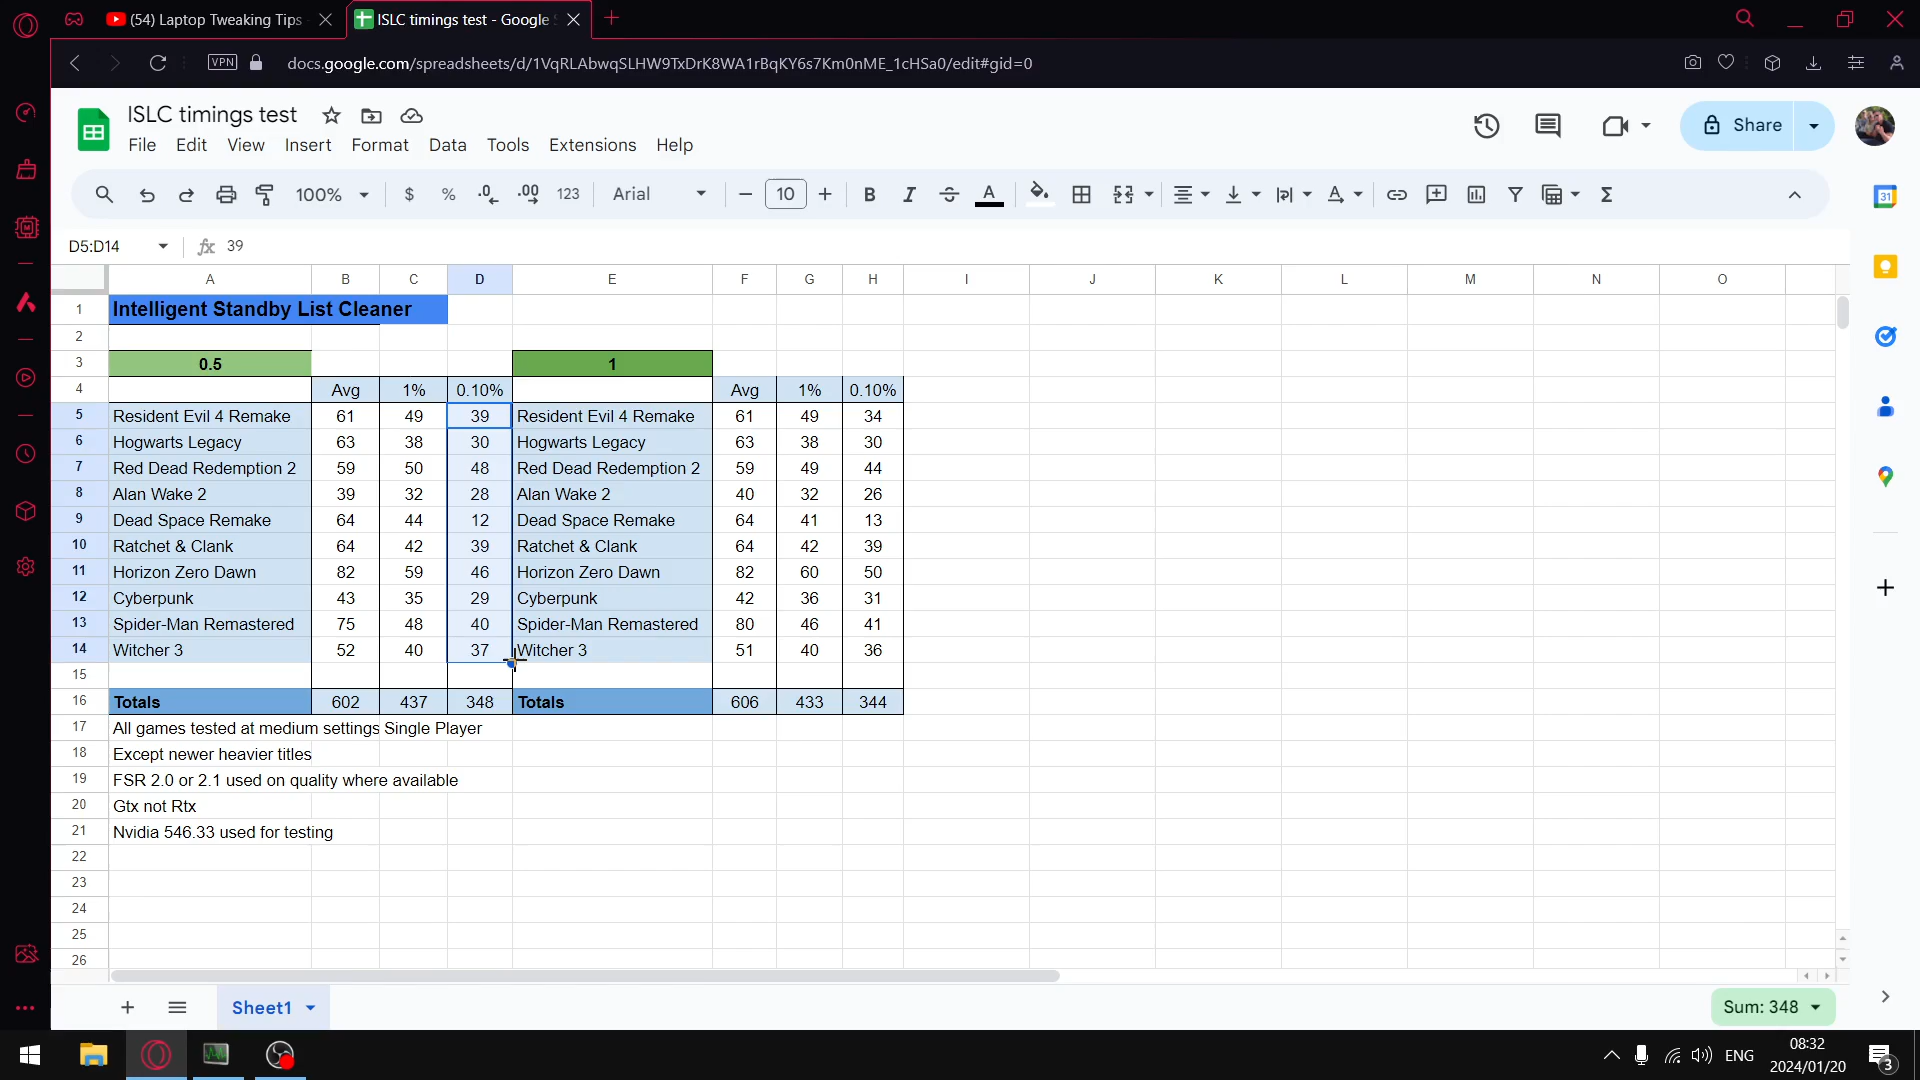 (54) Laptop Tweaking Tips
ISLC timings test - Google S
VPN
docs.google.com/spreadsheets/d/1VqRLAbwqSLHW9TxDrK8WA1rBqKY6s7Km0nME_1cHSa0/edit#gid=0
ISLC timings test
File Edit View Insert Format Data Tools Extensions Help
Share
100% $ % .0 .00 123 Arial 10 B I A
31
D5:D14 fx 39
A B C D E F G H I J K L M N O
1 Intelligent Standby List Cleaner
2
3 0.5 1
4 Avg 1% 0.10% Avg 1% 0.10%
5 Resident Evil 4 Remake 61 49 39 Resident Evil 4 Remake 61 49 34
6 Hogwarts Legacy 63 38 30 Hogwarts Legacy 63 38 30
7 Red Dead Redemption 2 59 50 48 Red Dead Redemption 2 59 49 44
8 Alan Wake 2 39 32 28 Alan Wake 2 40 32 26
9 Dead Space Remake 64 44 12 Dead Space Remake 64 41 13
10 Ratchet & Clank 64 42 39 Ratchet & Clank 64 42 39
11 Horizon Zero Dawn 82 59 46 Horizon Zero Dawn 82 60 50
12 Cyberpunk 43 35 29 Cyberpunk 42 36 31
13 Spider-Man Remastered 75 48 40 Spider-Man Remastered 80 46 41
14 Witcher 3 52 40 37 Witcher 3 51 40 36
15
16 Totals 602 437 348 Totals 606 433 344
17 All games tested at medium settings Single Player
18 Except newer heavier titles
19 FSR 2.0 or 2.1 used on quality where available
20 Gtx not Rtx
21 Nvidia 546.33 used for testing
22
23
24
25
26
Sheet1
Sum: 348
ENG
08:32
2024/01/20
3